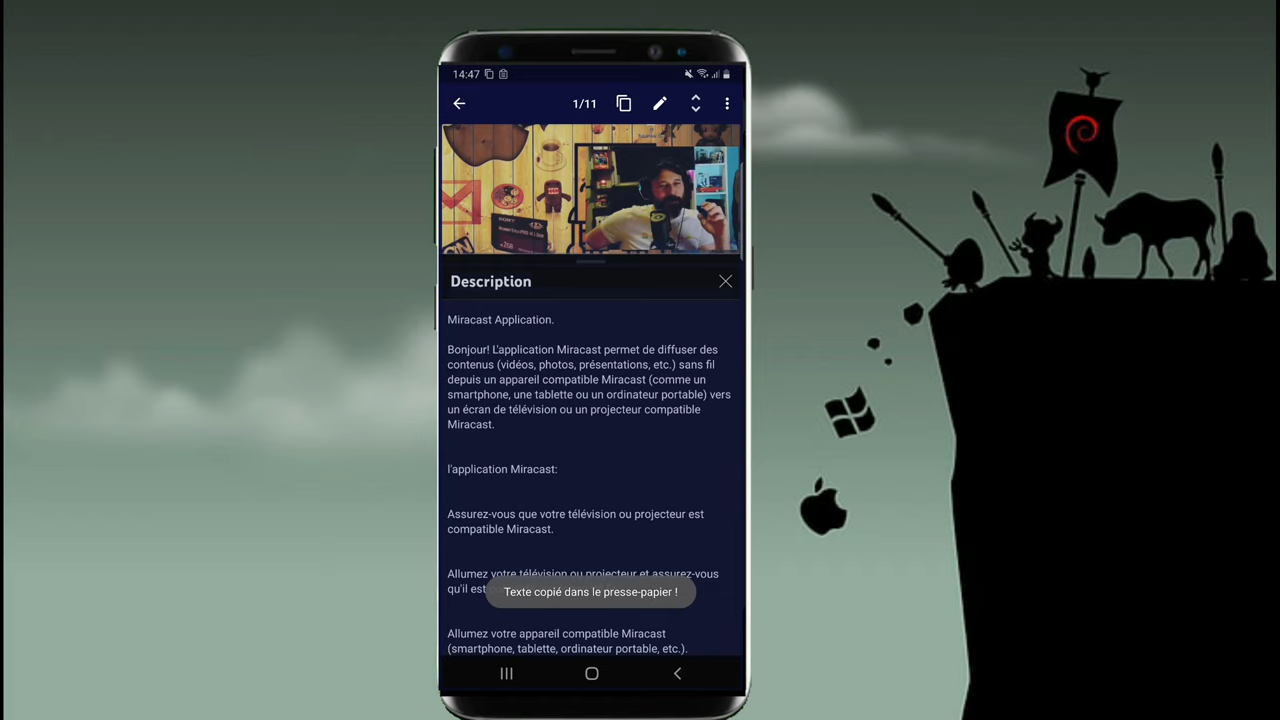 14:47
1/11
SONY
Description
Miracast Application.
Bonjour! L'application Miracast permet de diffuser des
contenus (vidéos, photos, présentations, etc.) sans fil
depuis un appareil compatible Miracast (comme un
smartphone, une tablette ou un ordinateur portable) vers
un écran de télévision ou un projecteur compatible
Miracast.
l'application Miracast:
Assurez-vous que votre télévision ou projecteur est
compatible Miracast.
Allumez votre télévision ou projecteur et assurez-vous
qu'il est
Texte copié dans le presse-papier !
Allumez votre appareil compatible Miracast
(smartphone, tablette, ordinateur portable, etc.).